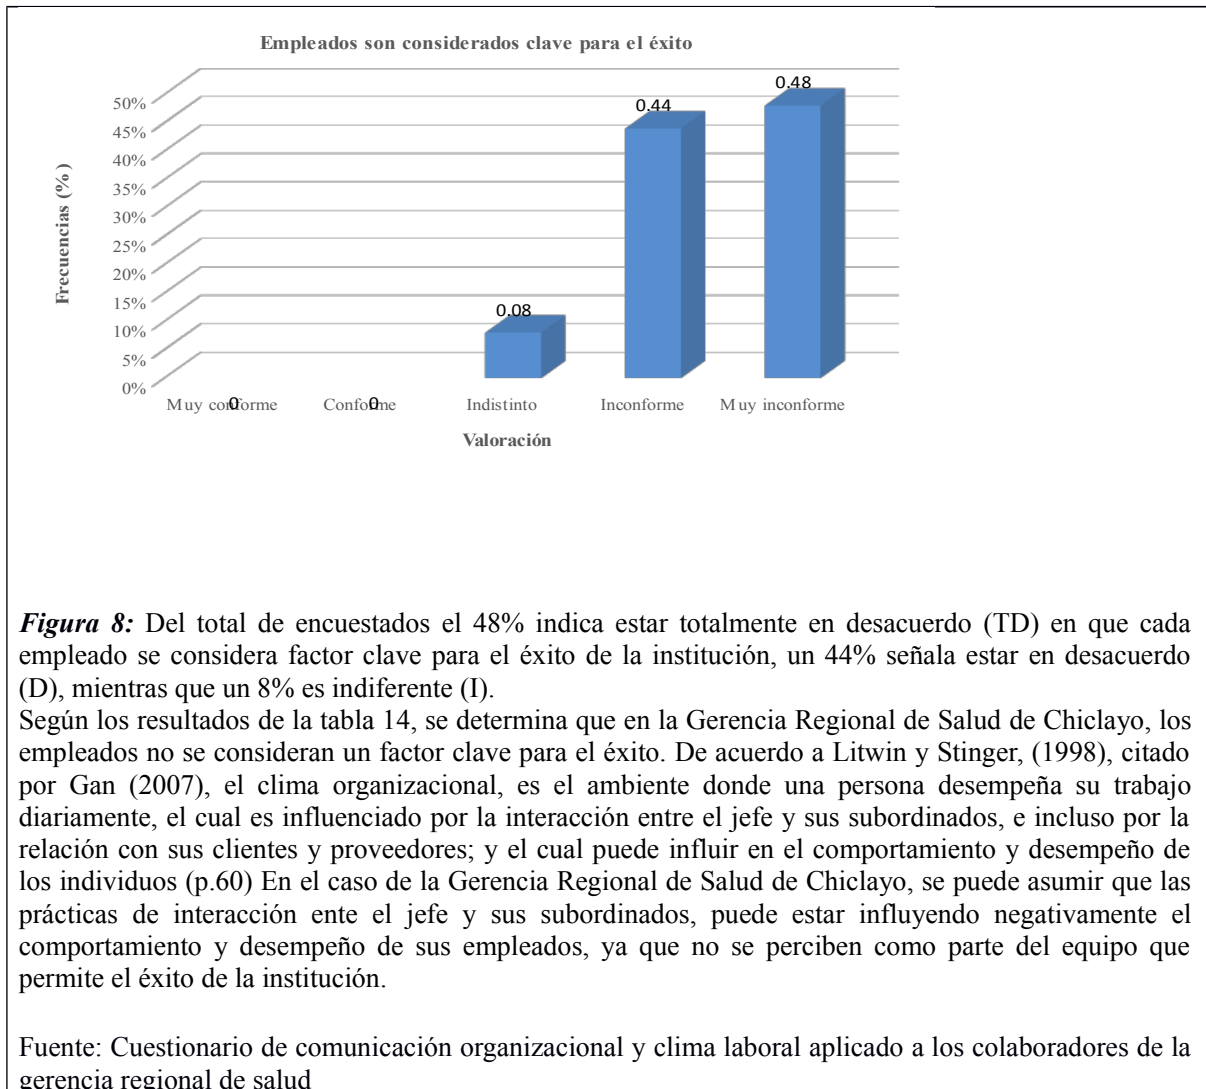 Empleados son considerados clave para el éxito
Frecuencias (%)
50%
45%
40%
35%
30%
25%
20%
15%
10%
5%
0%
0
0
0.08
0.44
0.48
Muy conforme
Conforme
Indistinto
Inconforme
Muy inconforme
Valoración
Figura 8: Del total de encuestados el 48% indica estar totalmente en desacuerdo (TD) en que cada
empleado se considera factor clave para el éxito de la institución, un 44% señala estar en desacuerdo
(D), mientras que un 8% es indiferente (I).
Según los resultados de la tabla 14, se determina que en la Gerencia Regional de Salud de Chiclayo, los
empleados no se consideran un factor clave para el éxito. De acuerdo a Litwin y Stinger, (1998), citado
por Gan (2007), el clima organizacional, es el ambiente donde una persona desempeña su trabajo
diariamente, el cual es influenciado por la interacción entre el jefe y sus subordinados, e incluso por la
relación con sus clientes y proveedores; y el cual puede influir en el comportamiento y desempeño de
los individuos (p.60) En el caso de la Gerencia Regional de Salud de Chiclayo, se puede asumir que las
prácticas de interacción ente el jefe y sus subordinados, puede estar influyendo negativamente el
comportamiento y desempeño de sus empleados, ya que no se perciben como parte del equipo que
permite el éxito de la institución.
Fuente: Cuestionario de comunicación organizacional y clima laboral aplicado a los colaboradores de la
gerencia regional de salud